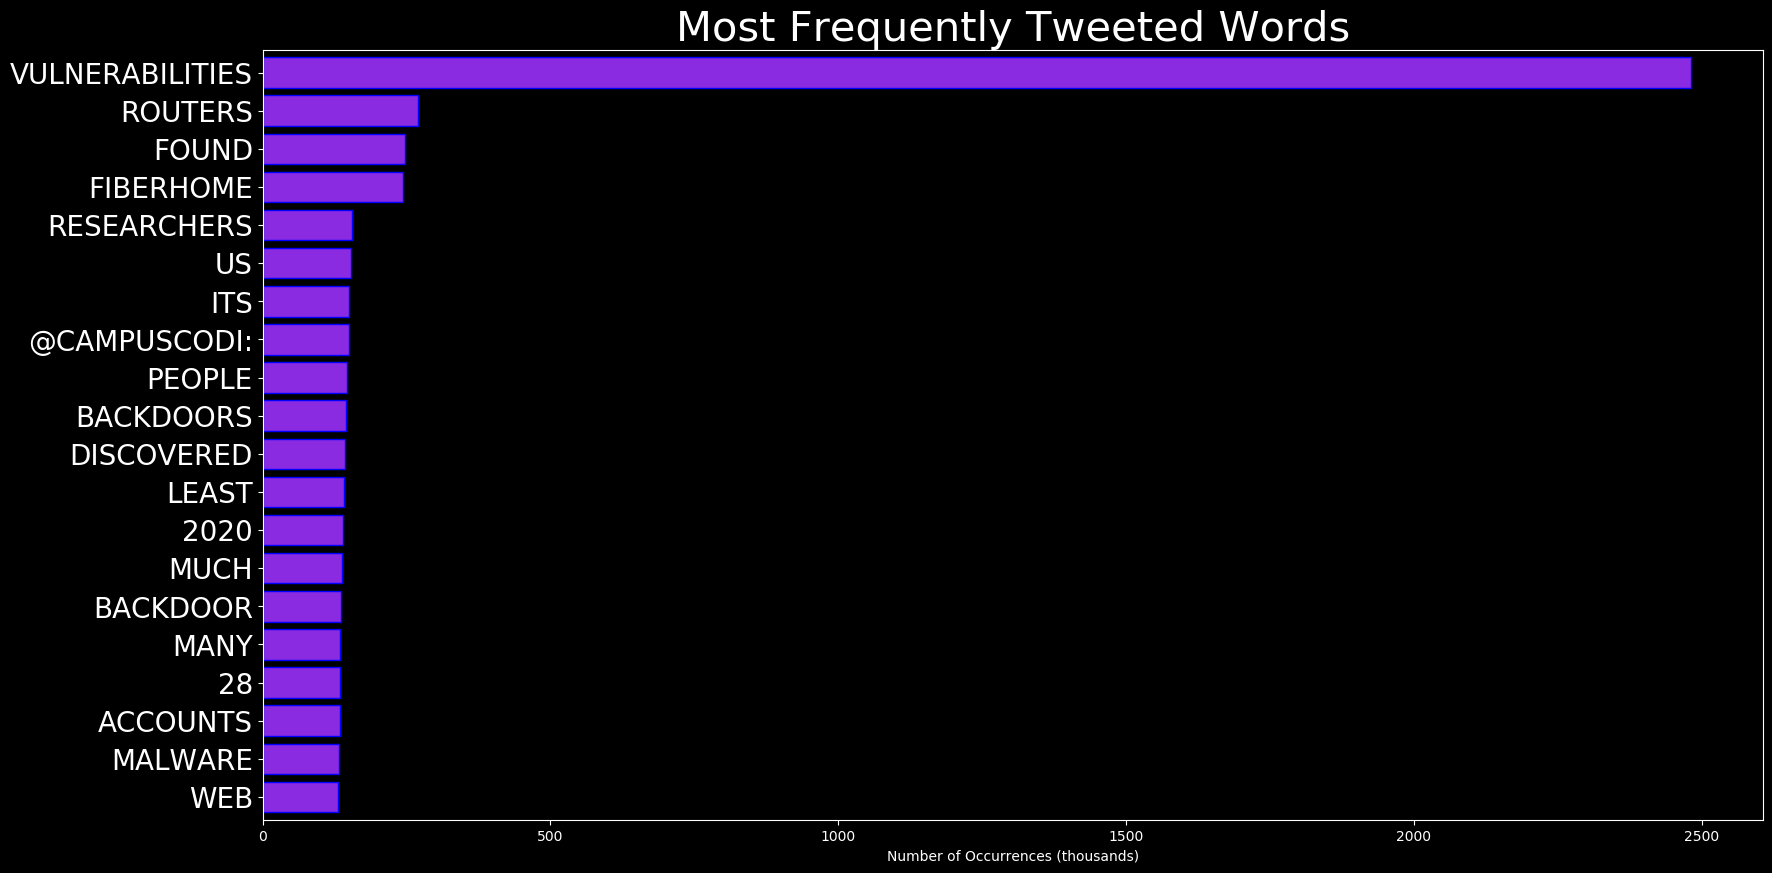 Most Frequently Tweeted Words
VULNERABILITIES
ROUTERS
FOUND
FIBERHOME
RESEARCHERS
US
ITS
@CAMPUSCODI:
PEOPLE
BACKDOORS
DISCOVERED
LEAST
2020
MUCH
BACKDOOR
MANY
28
ACCOUNTS
MALWARE
WEB
0 500 1000 1500 2000 2500
Number of Occurrences (thousands)